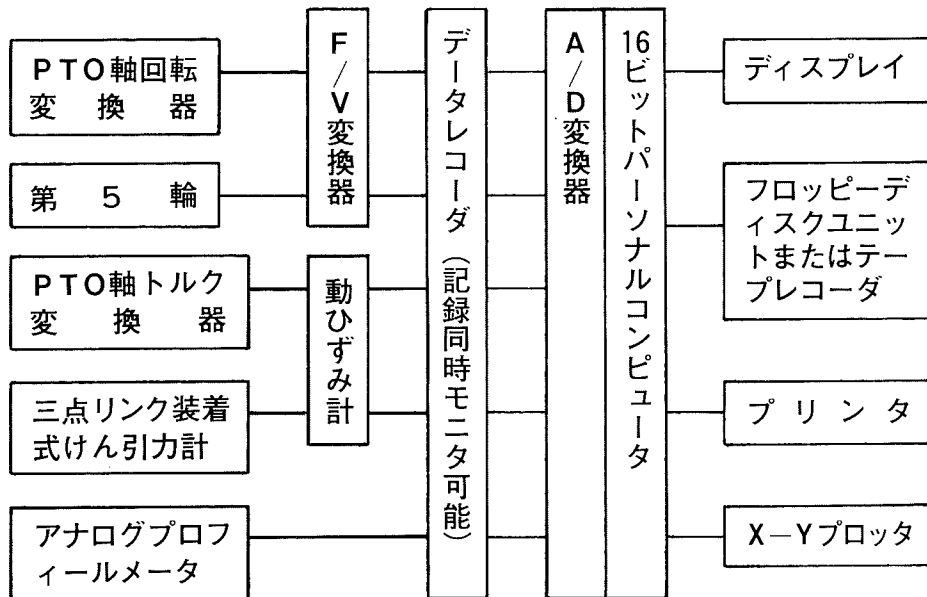 PTO軸回転
変換器
第5輪
PTO軸トルク
変換器
三点リンク装着
式けん引力計
アナログプロフ
ィールメータ
F/V変換器
動ひずみ計
データレコーダ(記録同時モニタ可能)
A/D変換器
16ビットパーソナルコンピュータ
ディスプレイ
フロッピーデ
ィスクユニッ
トまたはテー
プレコーダ
プリンタ
X-Yプロッタ